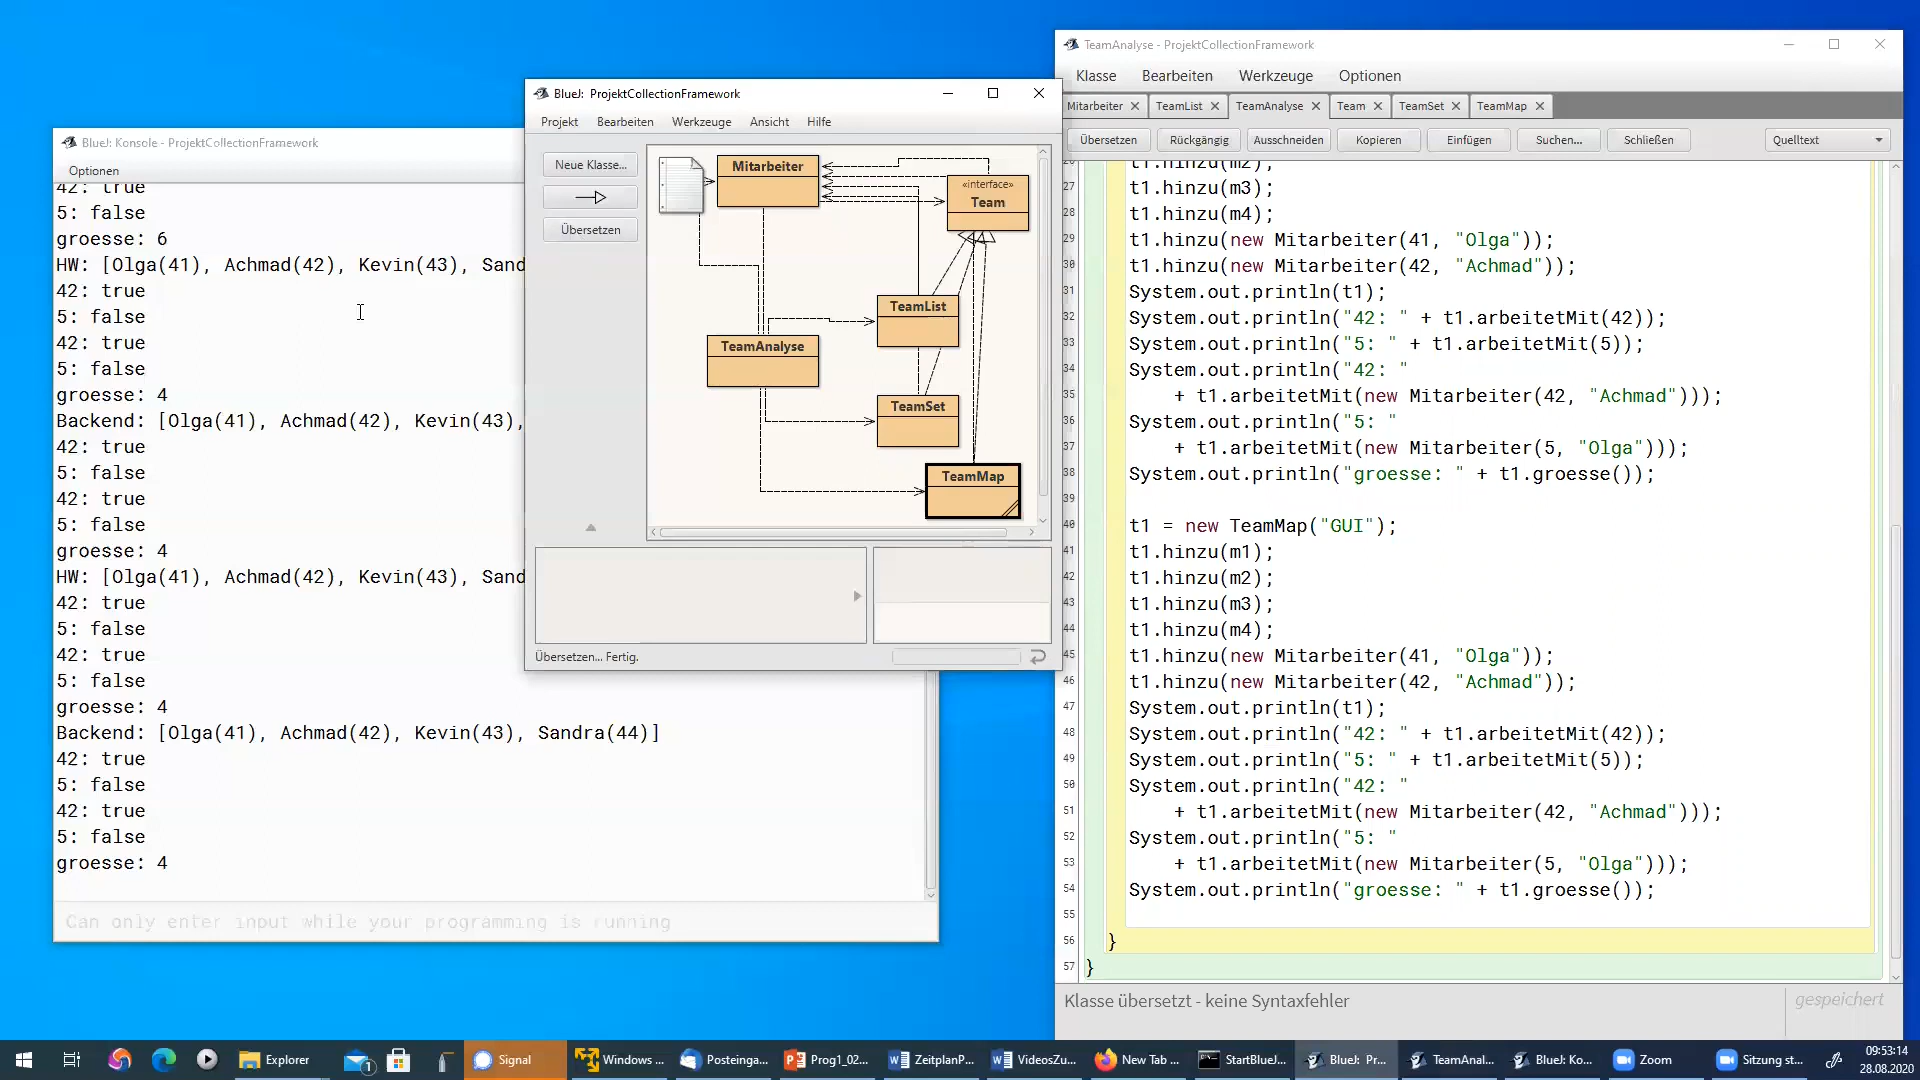 BlueJ: Konsole - ProjektCollectionFramework
Optionen
42: true
5: false
groesse: 6
HW: [Olga(41), Achmad(42), Kevin(43), Sand
42: true
5: false
42: true
5: false
groesse: 4
Backend: [Olga(41), Achmad(42), Kevin(43),
42: true
5: false
42: true
5: false
groesse: 4
HW: [Olga(41), Achmad(42), Kevin(43), Sand
42: true
5: false
42: true
5: false
groesse: 4
Backend: [Olga(41), Achmad(42), Kevin(43), Sandra(44)]
42: true
5: false
42: true
5: false
groesse: 4
Can only enter input while your programming is running
BlueJ: ProjektCollectionFramework
Projekt Bearbeiten Werkzeuge Ansicht Hilfe
Neue Klasse...
Übersetzen
Mitarbeiter
«interface»
Team
TeamList
TeamAnalyse
TeamSet
TeamMap
Übersetzen... Fertig.
TeamAnalyse - ProjektCollectionFramework
Klasse Bearbeiten Werkzeuge Optionen
Mitarbeiter TeamList TeamAnalyse Team TeamSet TeamMap
Übersetzen Rückgängig Ausschneiden Kopieren Einfügen Suchen... Schließen Quelltext
26 t1.hinzu(m2);
27 t1.hinzu(m3);
28 t1.hinzu(m4);
29 t1.hinzu(new Mitarbeiter(41, "Olga"));
30 t1.hinzu(new Mitarbeiter(42, "Achmad"));
31 System.out.println(t1);
32 System.out.println("42: " + t1.arbeitetMit(42));
33 System.out.println("5: " + t1.arbeitetMit(5));
34 System.out.println("42: "
35 + t1.arbeitetMit(new Mitarbeiter(42, "Achmad")));
36 System.out.println("5: "
37 + t1.arbeitetMit(new Mitarbeiter(5, "Olga")));
38 System.out.println("groesse: " + t1.groesse());
39
40 t1 = new TeamMap("GUI");
41 t1.hinzu(m1);
42 t1.hinzu(m2);
43 t1.hinzu(m3);
44 t1.hinzu(m4);
45 t1.hinzu(new Mitarbeiter(41, "Olga"));
46 t1.hinzu(new Mitarbeiter(42, "Achmad"));
47 System.out.println(t1);
48 System.out.println("42: " + t1.arbeitetMit(42));
49 System.out.println("5: " + t1.arbeitetMit(5));
50 System.out.println("42: "
51 + t1.arbeitetMit(new Mitarbeiter(42, "Achmad")));
52 System.out.println("5: "
53 + t1.arbeitetMit(new Mitarbeiter(5, "Olga")));
54 System.out.println("groesse: " + t1.groesse());
55
56 }
57 }
Klasse übersetzt - keine Syntaxfehler
gespeichert
Explorer 1 Signal Windows ... Posteinga... Prog1_02... ZeitplanP... VideosZu... New Tab ... StartBlueJ... BlueJ: Pr... TeamAnal... BlueJ: Ko... Zoom Sitzung st...
09:53:14
28.08.2020